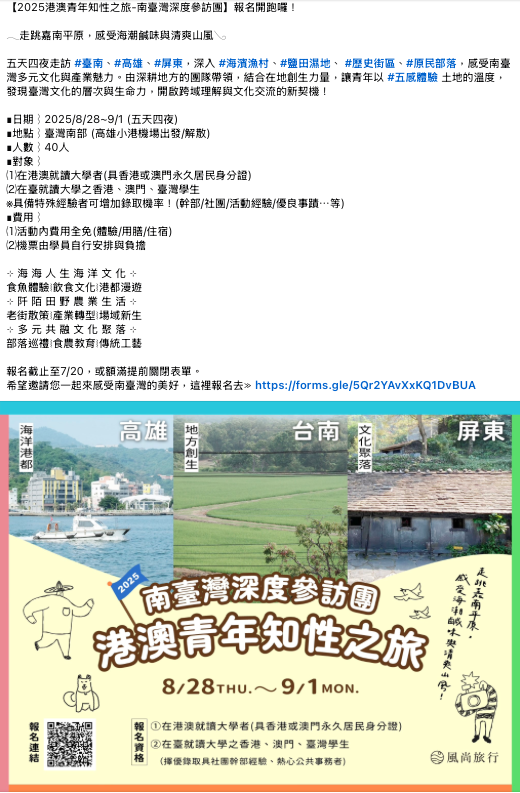 【2025港澳青年知性之旅-南臺灣深度參訪團】報名開跑囉！
︵走跳嘉南平原，感受海潮鹹味與清爽山風╲。
五天四夜走訪 #臺南、#高雄、#屏東，深入 #海濱漁村、#鹽田濕地、 #歷史街區、#原民部落，感受南臺
灣多元文化與產業魅力。由深耕地方的團隊帶領，結合在地創生力量，讓青年以 #五感體驗 土地的溫度，
發現臺灣文化的層次與生命力，開啟跨域理解與文化交流的新契機！
∎日期｝2025/8/28~9/1 (五天四夜)
∎地點｝臺灣南部 (高雄小港機場出發/解散)
∎人數｝40人
∎對象｝
⑴在港澳就讀大學者(具香港或澳門永久居民身分證)
⑵在臺就讀大學之香港、澳門、臺灣學生
※具備特殊經驗者可增加錄取機率！(幹部/社團/活動經驗/優良事蹟…等)
∎費用｝
⑴活動內費用全免(體驗/用膳/住宿)
⑵機票由學員自行安排與負擔
⊹ 海 海 人 生 海 洋 文 化 ⊹
食魚體驗|飲食文化|港都漫遊
⊹ 阡 陌 田 野 農 業 生 活 ⊹
老街散策|產業轉型|場域新生
⊹ 多 元 共 融 文 化 聚 落 ⊹
部落巡禮|食農教育|傳統工藝
報名截止至7/20，或額滿提前關閉表單。
希望邀請您一起來感受南臺灣的美好，這裡報名去≫ https://forms.gle/5Qr2YAvXxKQ1DvBUA
海洋港都
高雄
地方創生
台南
文化聚落
屏東
2025
南臺灣深度參訪團
港澳青年知性之旅
8/28THU.～9/1MON.
走跳嘉南平原，
感受海潮鹹味與清爽山風！
報名連結
報名資格
①在港澳就讀大學者(具香港或澳門永久居民身分證)
②在臺就讀大學之香港、澳門、臺灣學生
(擇優錄取具社團幹部經驗、熱心公共事務者)
風尚旅行